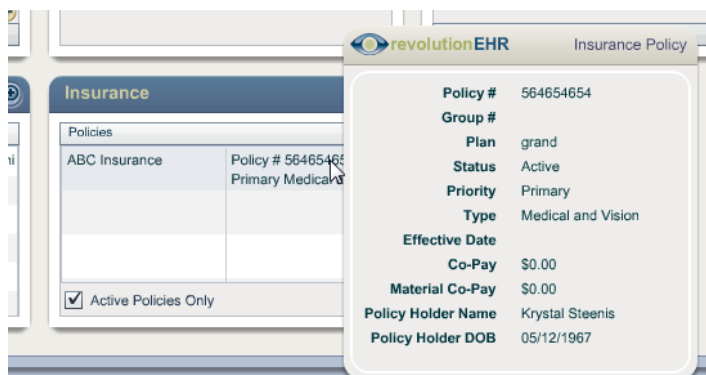 revolutionEHR Insurance Policy
Insurance
Policies
ABC Insurance
Policy # 56465465
Primary Medical
Active Policies Only
Policy # 564654654
Group #
Plan grand
Status Active
Priority Primary
Type Medical and Vision
Effective Date
Co-Pay $0.00
Material Co-Pay $0.00
Policy Holder Name Krystal Steenis
Policy Holder DOB 05/12/1967